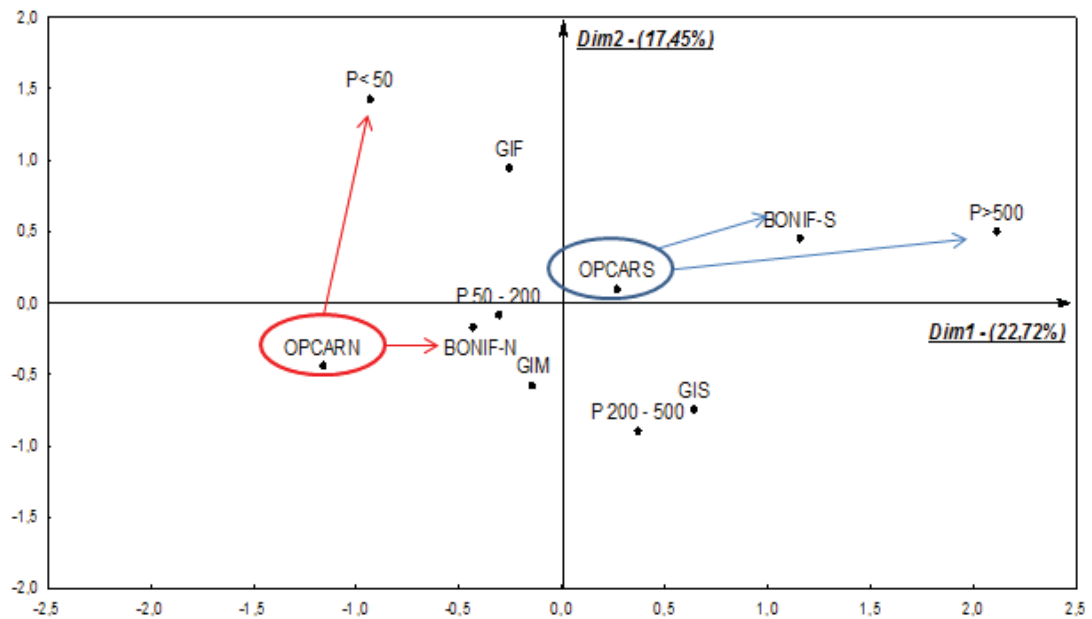 2,0
Dim2 - (17,45%)
P< 50
1,5
GIF
1,0
BONIF-S
P>500
0,5
OPCARS
P 50 - 200
0,0
Dim1 - (22,72%)
OPCARN
BONIF-N
GIM
-0,5
GIS
P 200 - 500
-1,0
-1,5
-2,0
-2,5 -2,0 -1,5 -1,0 -0,5 0,0 0,5 1,0 1,5 2,0 2,5